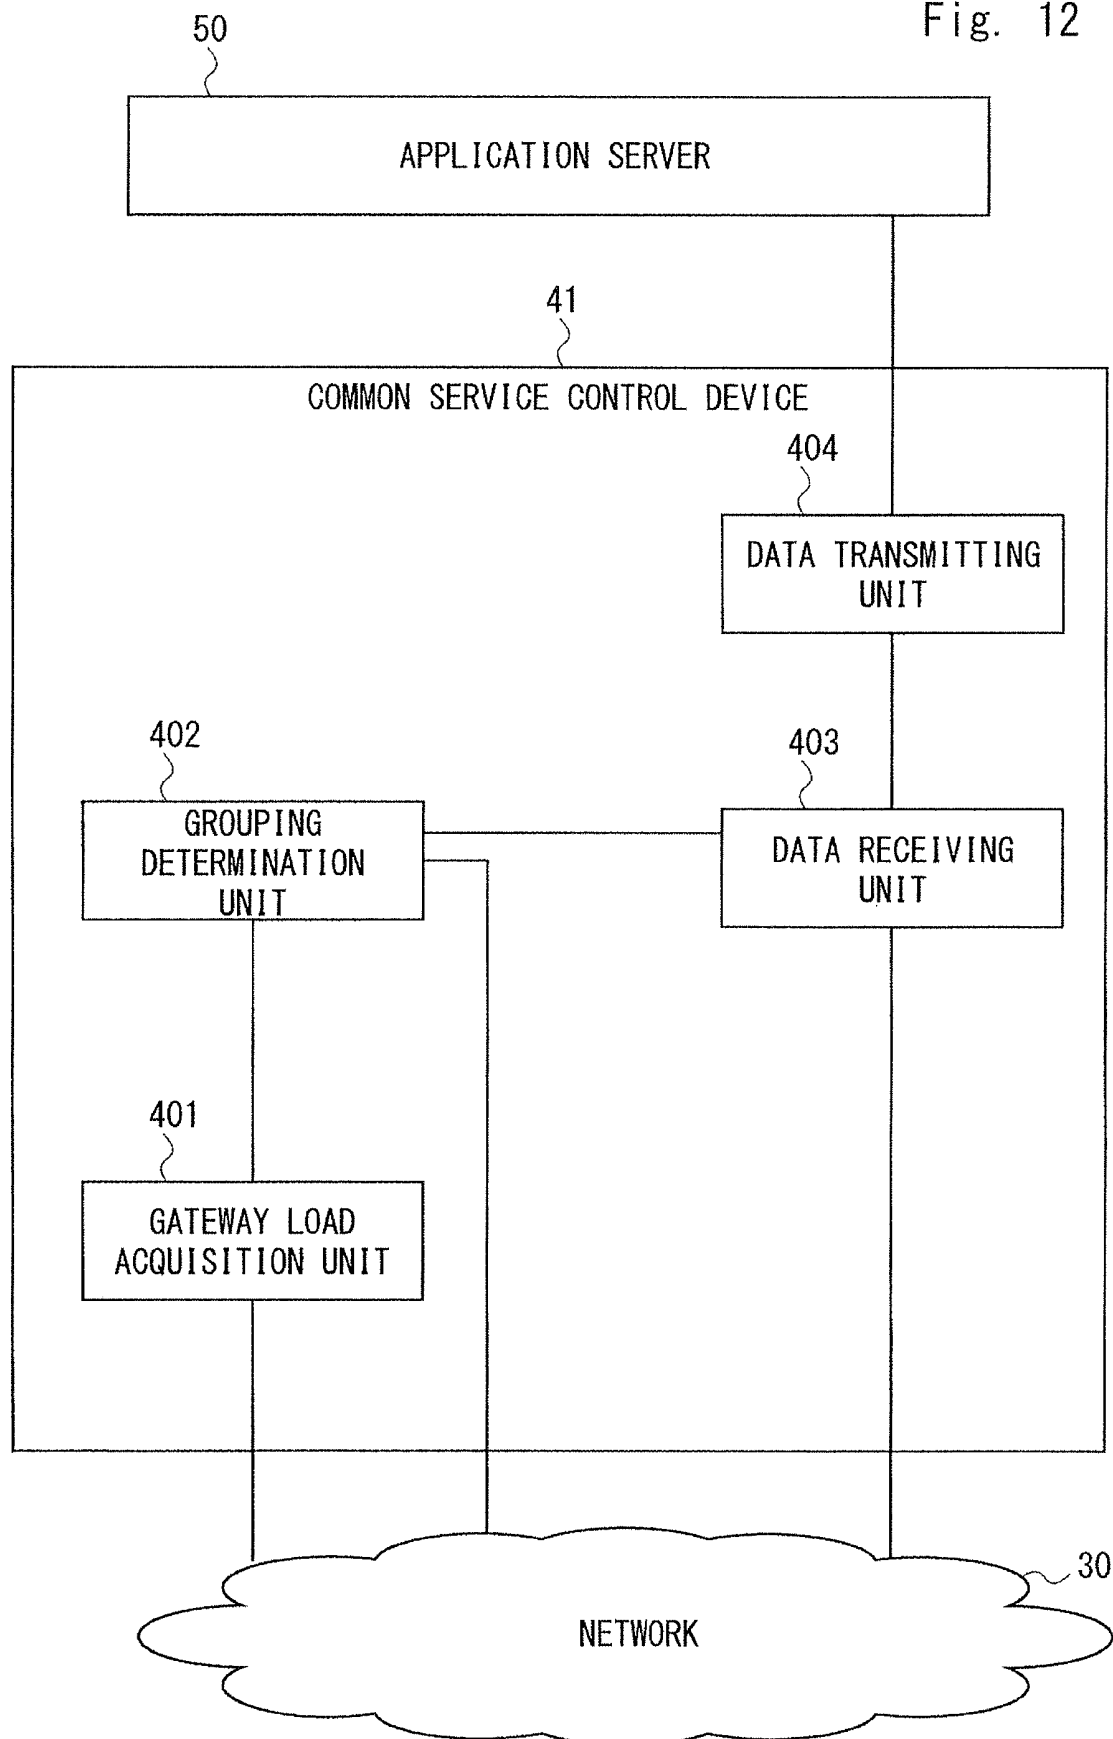 Fig. 12
50
APPLICATION SERVER
41
COMMON SERVICE CONTROL DEVICE
404
DATA TRANSMITTING
UNIT
402
GROUPING
DETERMINATION
UNIT
403
DATA RECEIVING
UNIT
401
GATEWAY LOAD
ACQUISITION UNIT
30
NETWORK